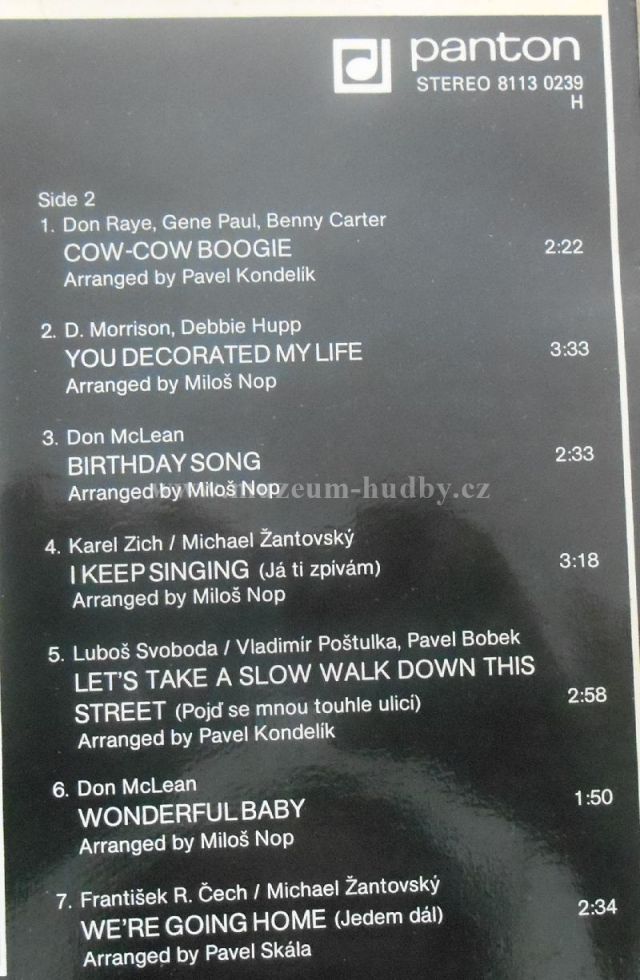 panton
STEREO 8113 0239
H
Side 2
1. Don Raye, Gene Paul, Benny Carter
COW-COW BOOGIE 2:22
Arranged by Pavel Kondelík
2. D. Morrison, Debbie Hupp
YOU DECORATED MY LIFE 3:33
Arranged by Miloš Nop
3. Don McLean
BIRTHDAY SONG 2:33
Arranged by Miloš Nop
www.muzeum-hudby.cz
4. Karel Zich / Michael Žantovský
I KEEP SINGING (Já ti zpivám) 3:18
Arranged by Miloš Nop
5. Luboš Svoboda / Vladimír Poštulka, Pavel Bobek
LET'S TAKE A SLOW WALK DOWN THIS
STREET (Pojď se mnou touhle ulicí) 2:58
Arranged by Pavel Kondelík
6. Don McLean
WONDERFUL BABY 1:50
Arranged by Miloš Nop
7. František R. Čech / Michael Žantovský
WE'RE GOING HOME (Jedem dál) 2:34
Arranged by Pavel Skála